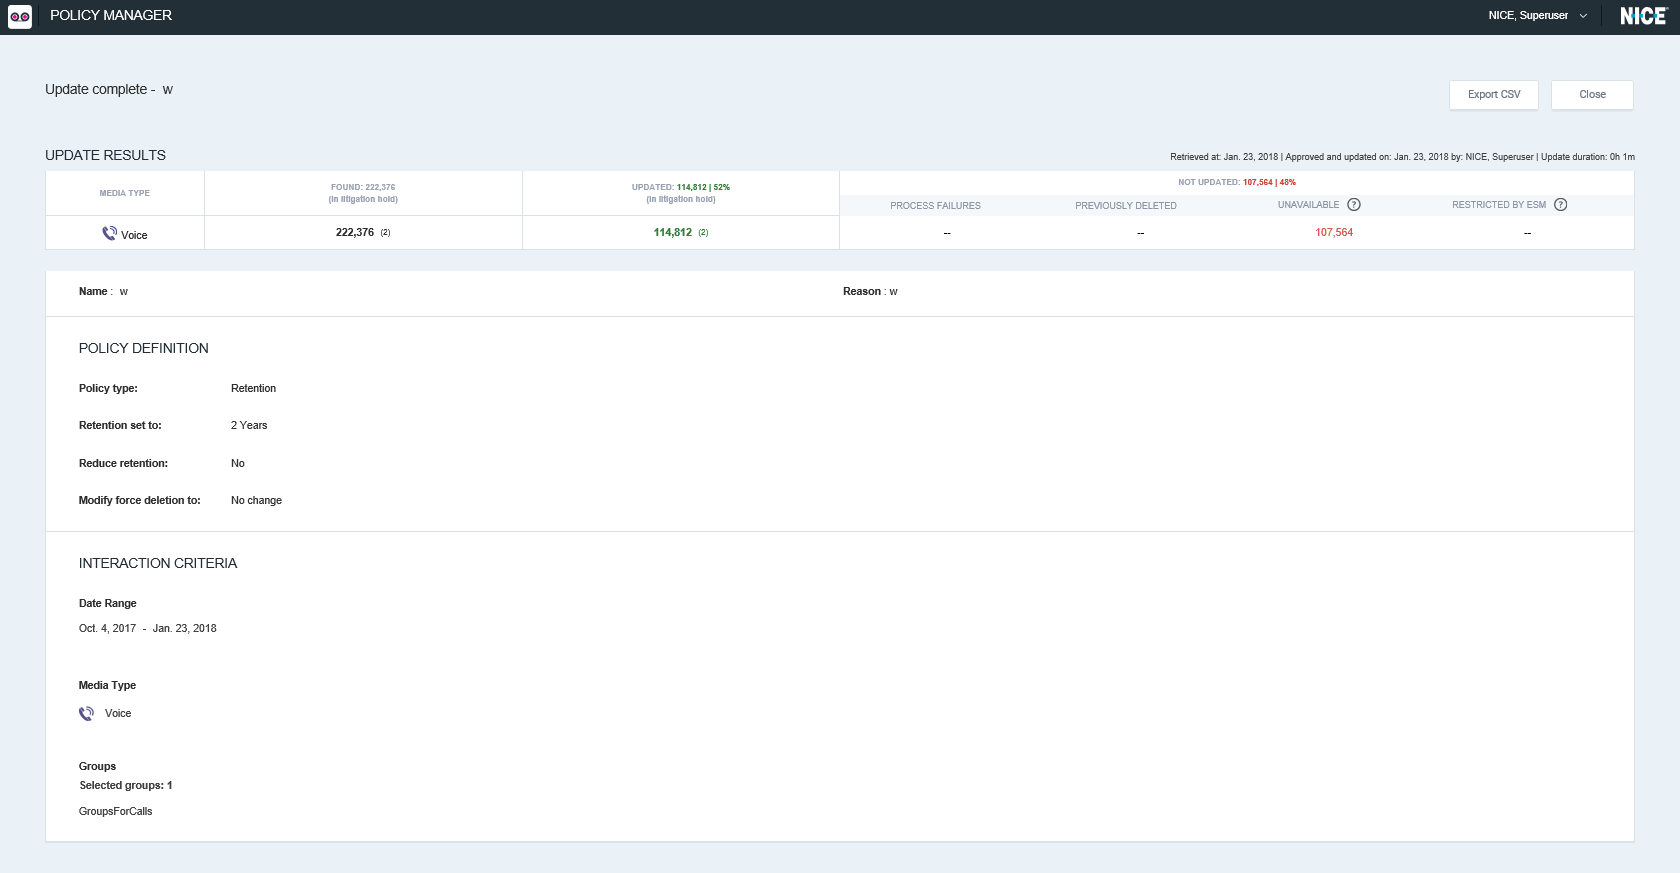 POLICY MANAGER
NICE, Superuser
NICE
Update complete - w
Export CSV
Close
UPDATE RESULTS
Retrieved at: Jan. 23, 2018 | Approved and updated on: Jan. 23, 2018 by: NICE, Superuser | Update duration: 0h 1m
MEDIA TYPE
FOUND: 222,376
(in litigation hold)
UPDATED: 114,812 | 52%
(in litigation hold)
NOT UPDATED: 107,564 | 48%
PROCESS FAILURES
PREVIOUSLY DELETED
UNAVAILABLE ?
RESTRICTED BY ESM ?
Voice
222,376 (2)
114,812 (2)
--
--
107,564
--
Name : w
Reason : w
POLICY DEFINITION
Policy type: Retention
Retention set to: 2 Years
Reduce retention: No
Modify force deletion to: No change
INTERACTION CRITERIA
Date Range
Oct. 4, 2017 - Jan. 23, 2018
Media Type
Voice
Groups
Selected groups: 1
GroupsForCalls